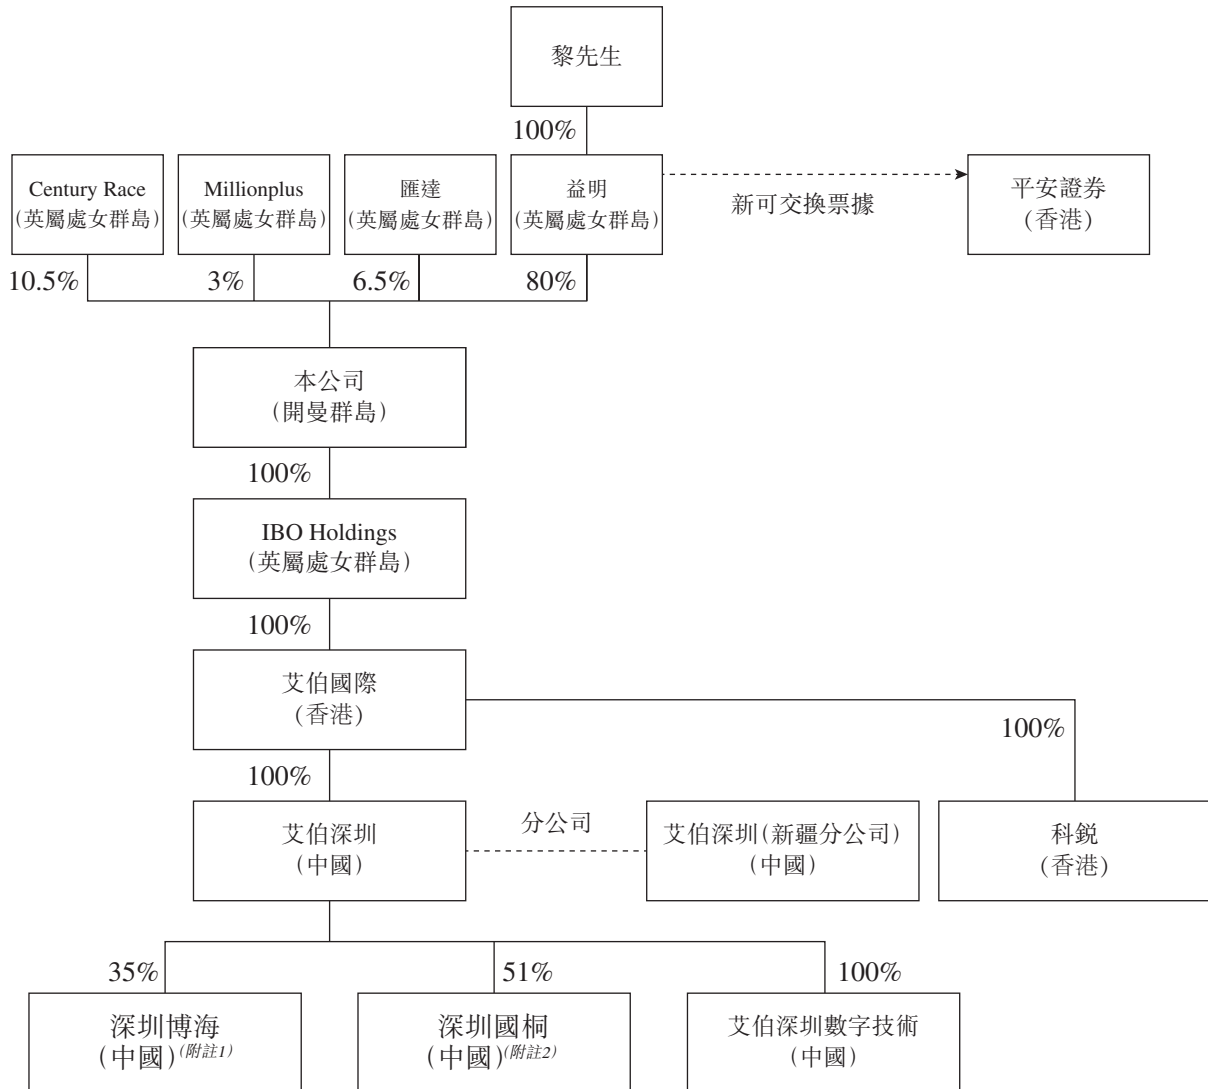 黎先生
100%
Century Race
(英屬處女群島)
Millionplus
(英屬處女群島)
匯達
(英屬處女群島)
益明
(英屬處女群島)
新可交換票據
平安證券
(香港)
10.5%
3%
6.5%
80%
本公司
(開曼群島)
100%
IBO Holdings
(英屬處女群島)
100%
艾伯國際
(香港)
100%
100%
艾伯深圳
(中國)
分公司
艾伯深圳(新疆分公司)
(中國)
科鋭
(香港)
35%
51%
100%
深圳博海
(中國)(附註1)
深圳國桐
(中國)(附註2)
艾伯深圳數字技術
(中國)